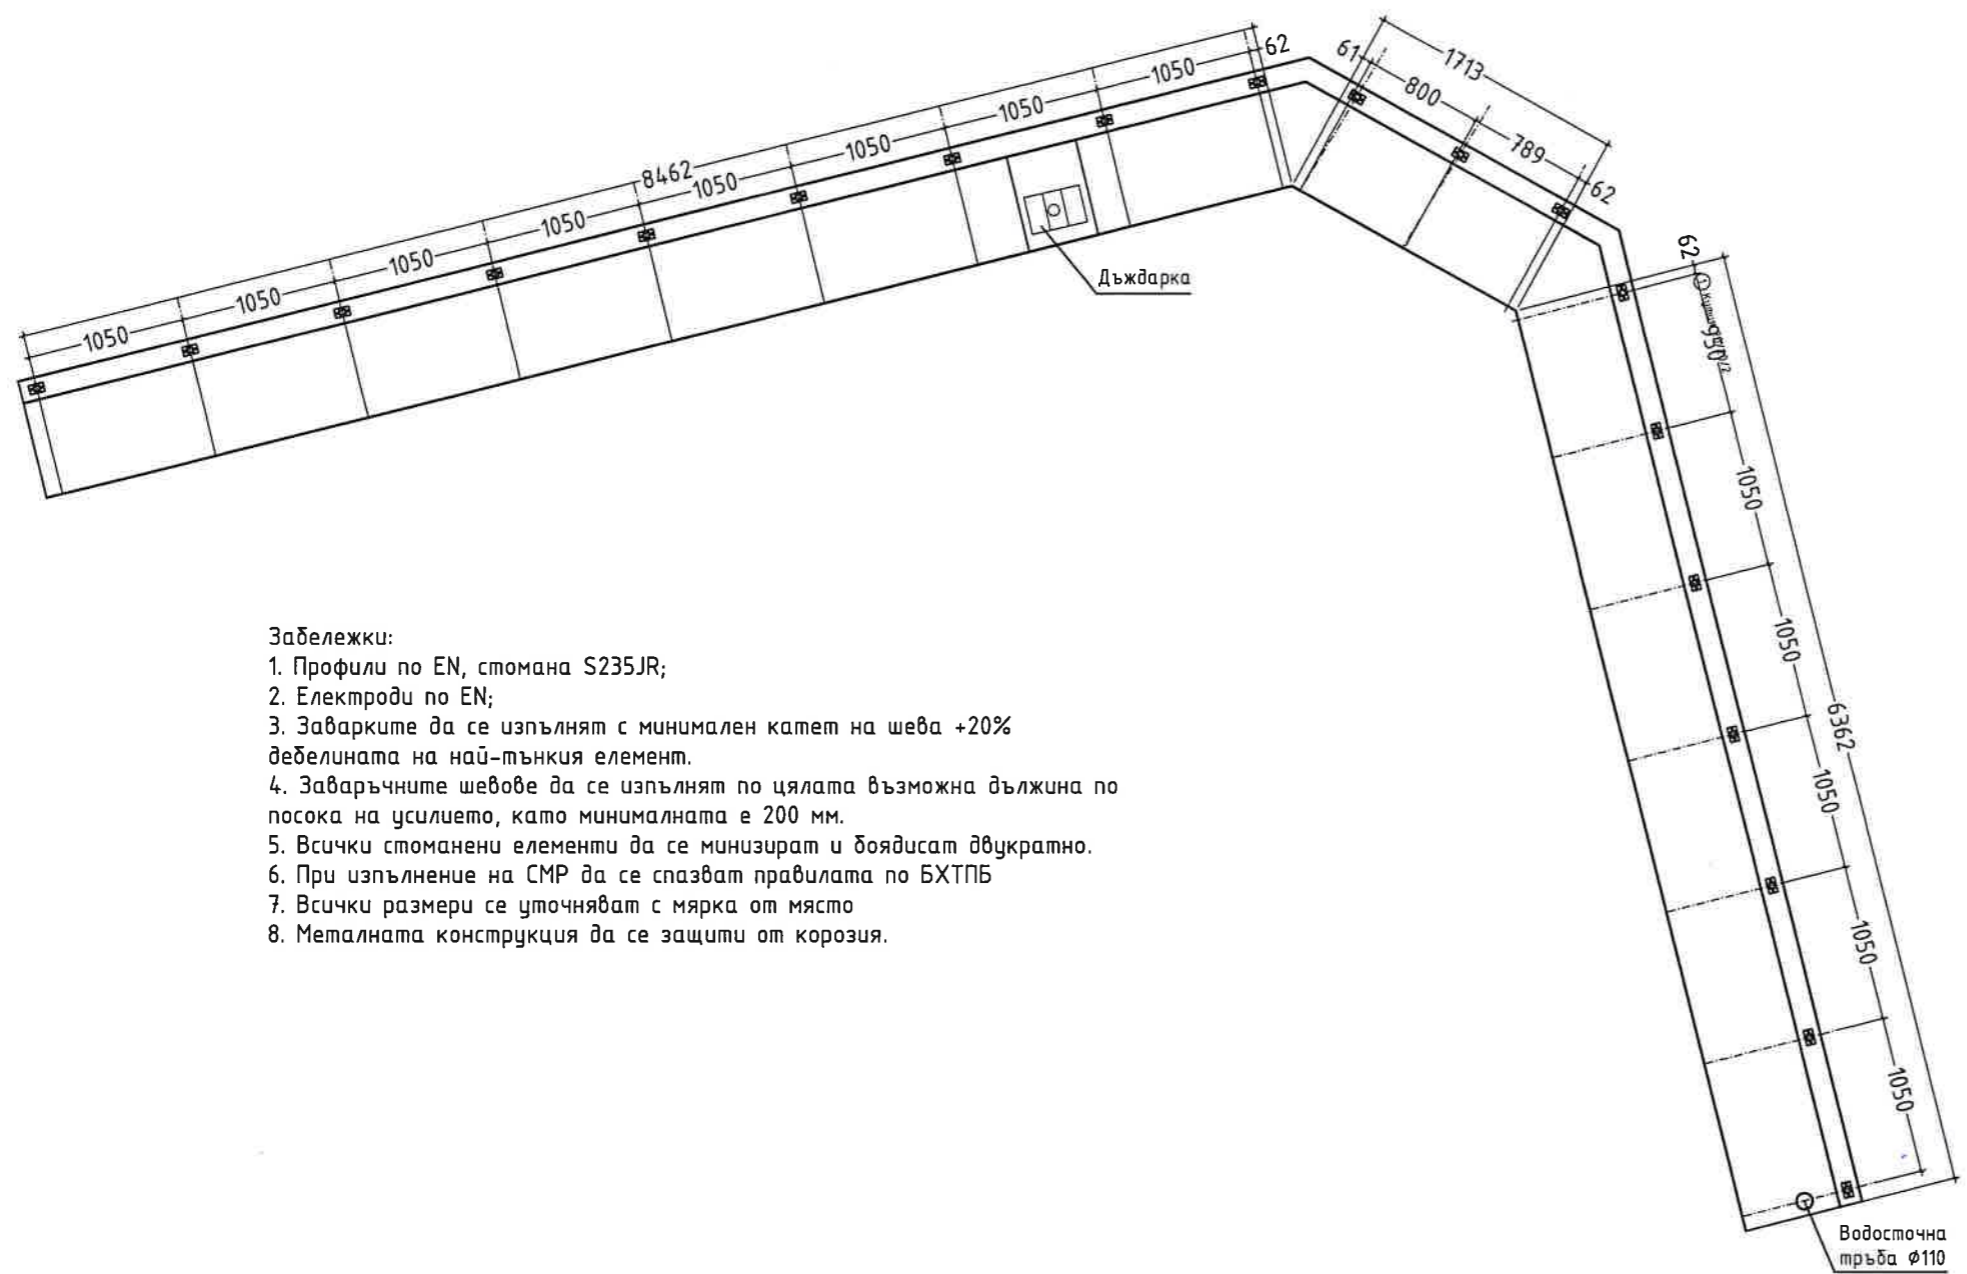 62
61
1713
1050
800
1050
789
1050
8462
1050
62
1050
1050
Дъждарка
62
1050
1
950
1050
1050
Забележки:
1. Профили по EN, стомана S235JR;
2. Електроди по EN;
3. Заварките да се изпълнят с минимален катет на шева +20%
дебелината на най-тънкия елемент.
4. Заваръчните шевове да се изпълнят по цялата възможна дължина по
посока на усилието, като минималната е 200 мм.
5. Всички стоманени елементи да се минизират и боядисат двукратно.
6. При изпълнение на СМР да се спазват правилата по БХТПБ
7. Всички размери се уточняват с мярка от място
8. Металната конструкция да се защити от корозия.
1050
1050
6362
1050
1050
1050
Водосточна
тръба Ø110